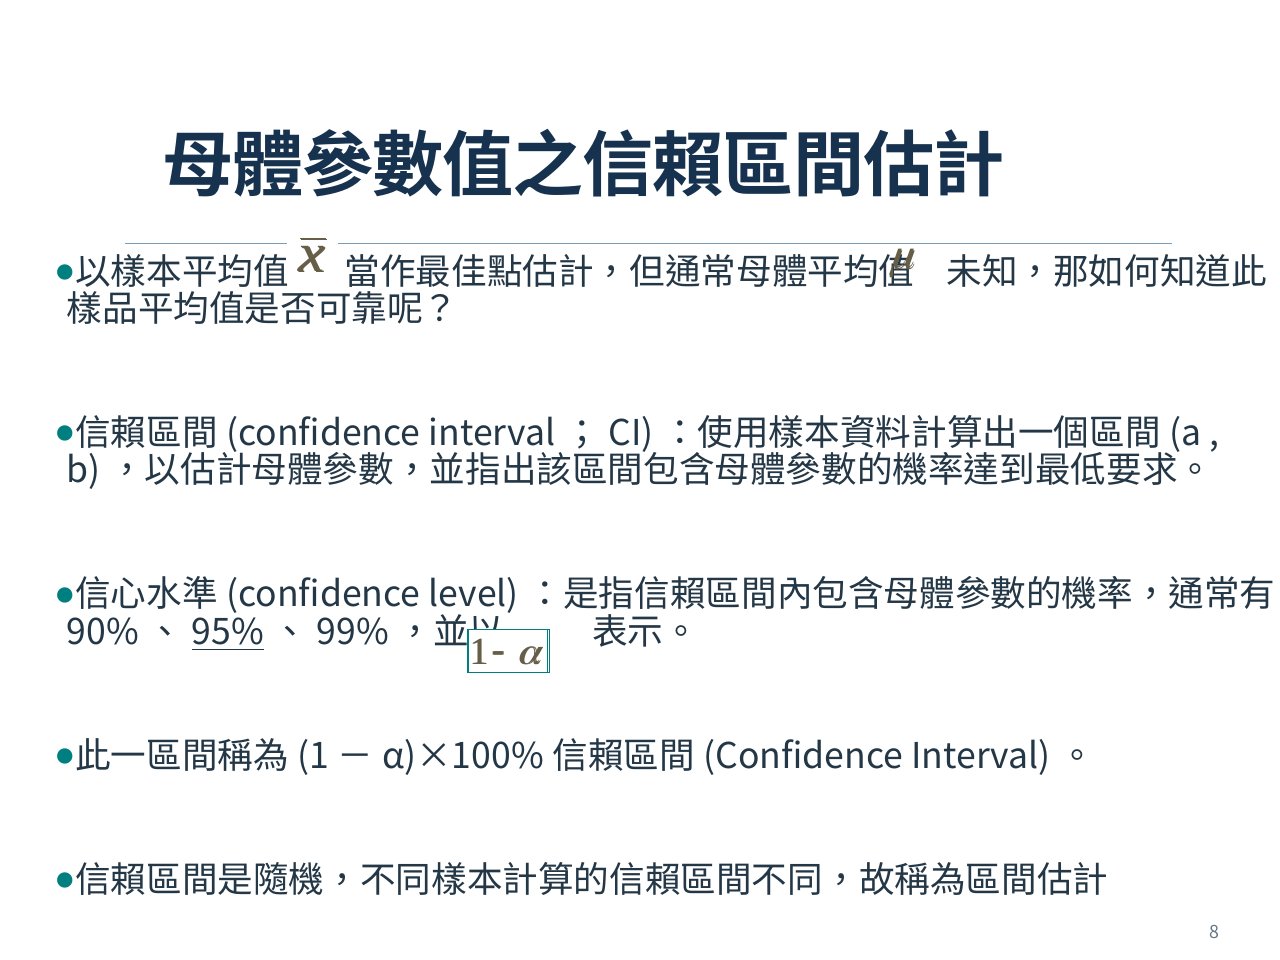 母體參數值之信賴區間估計
●以樣本平均值 x̄ 當作最佳點估計，但通常母體平均值 μ 未知，那如何知道此
樣品平均值是否可靠呢？
●信賴區間 (confidence interval ； CI) ：使用樣本資料計算出一個區間 (a ,
b) ，以估計母體參數，並指出該區間包含母體參數的機率達到最低要求。
●信心水準 (confidence level) ：是指信賴區間內包含母體參數的機率，通常有
90% 、 95% 、 99% ，並以 1- α 表示。
●此一區間稱為 (1 － α)×100% 信賴區間 (Confidence Interval) 。
●信賴區間是隨機，不同樣本計算的信賴區間不同，故稱為區間估計
8